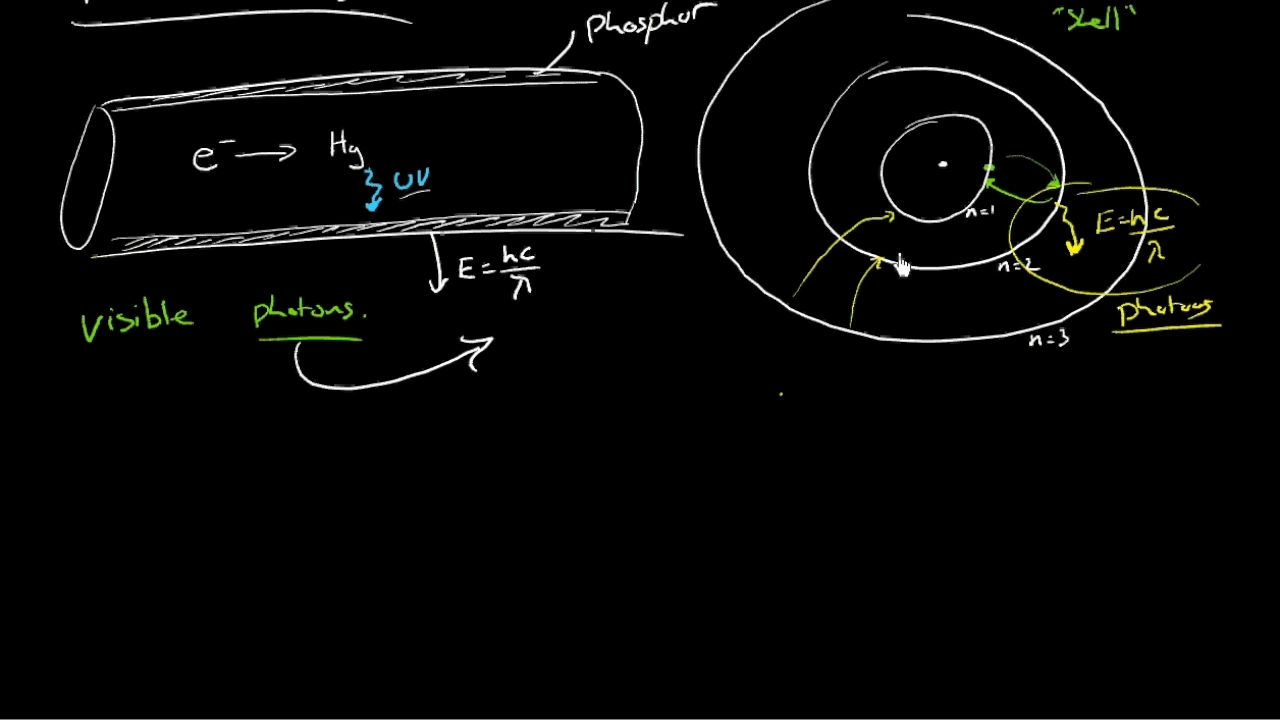 phosphor
"shell"
e⁻ → Hg
UV
n=1
E=hc/λ
n=2
E=hc/λ
visible photons.
photons
n=3